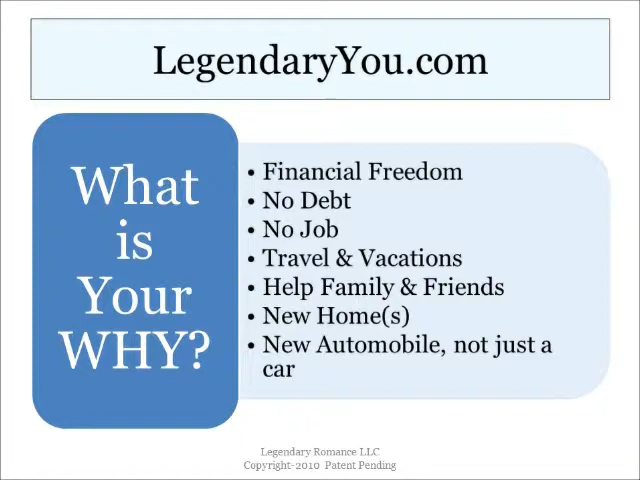 LegendaryYou.com
What
is
Your
WHY?
• Financial Freedom
• No Debt
• No Job
• Travel & Vacations
• Help Family & Friends
• New Home(s)
• New Automobile, not just a
car
Legendary Romance LLC
Copyright-2010 Patent Pending